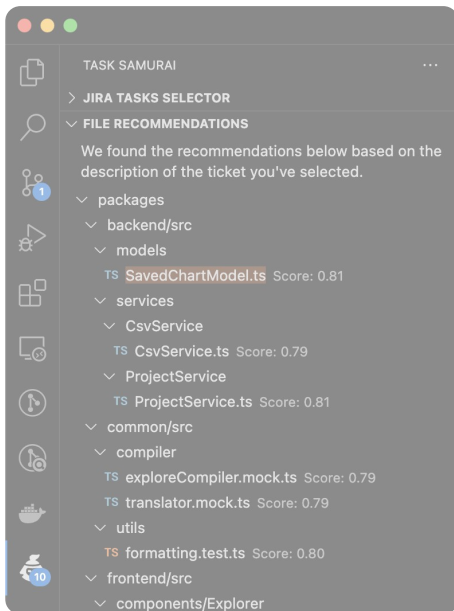 TASK SAMURAI ...
JIRA TASKS SELECTOR
FILE RECOMMENDATIONS
We found the recommendations below based on the
description of the ticket you've selected.
packages
backend/src
models
TS SavedChartModel.ts Score: 0.81
services
CsvService
TS CsvService.ts Score: 0.79
ProjectService
TS ProjectService.ts Score: 0.81
common/src
compiler
TS exploreCompiler.mock.ts Score: 0.79
TS translator.mock.ts Score: 0.79
utils
TS formatting.test.ts Score: 0.80
frontend/src
components/Explorer
1
10